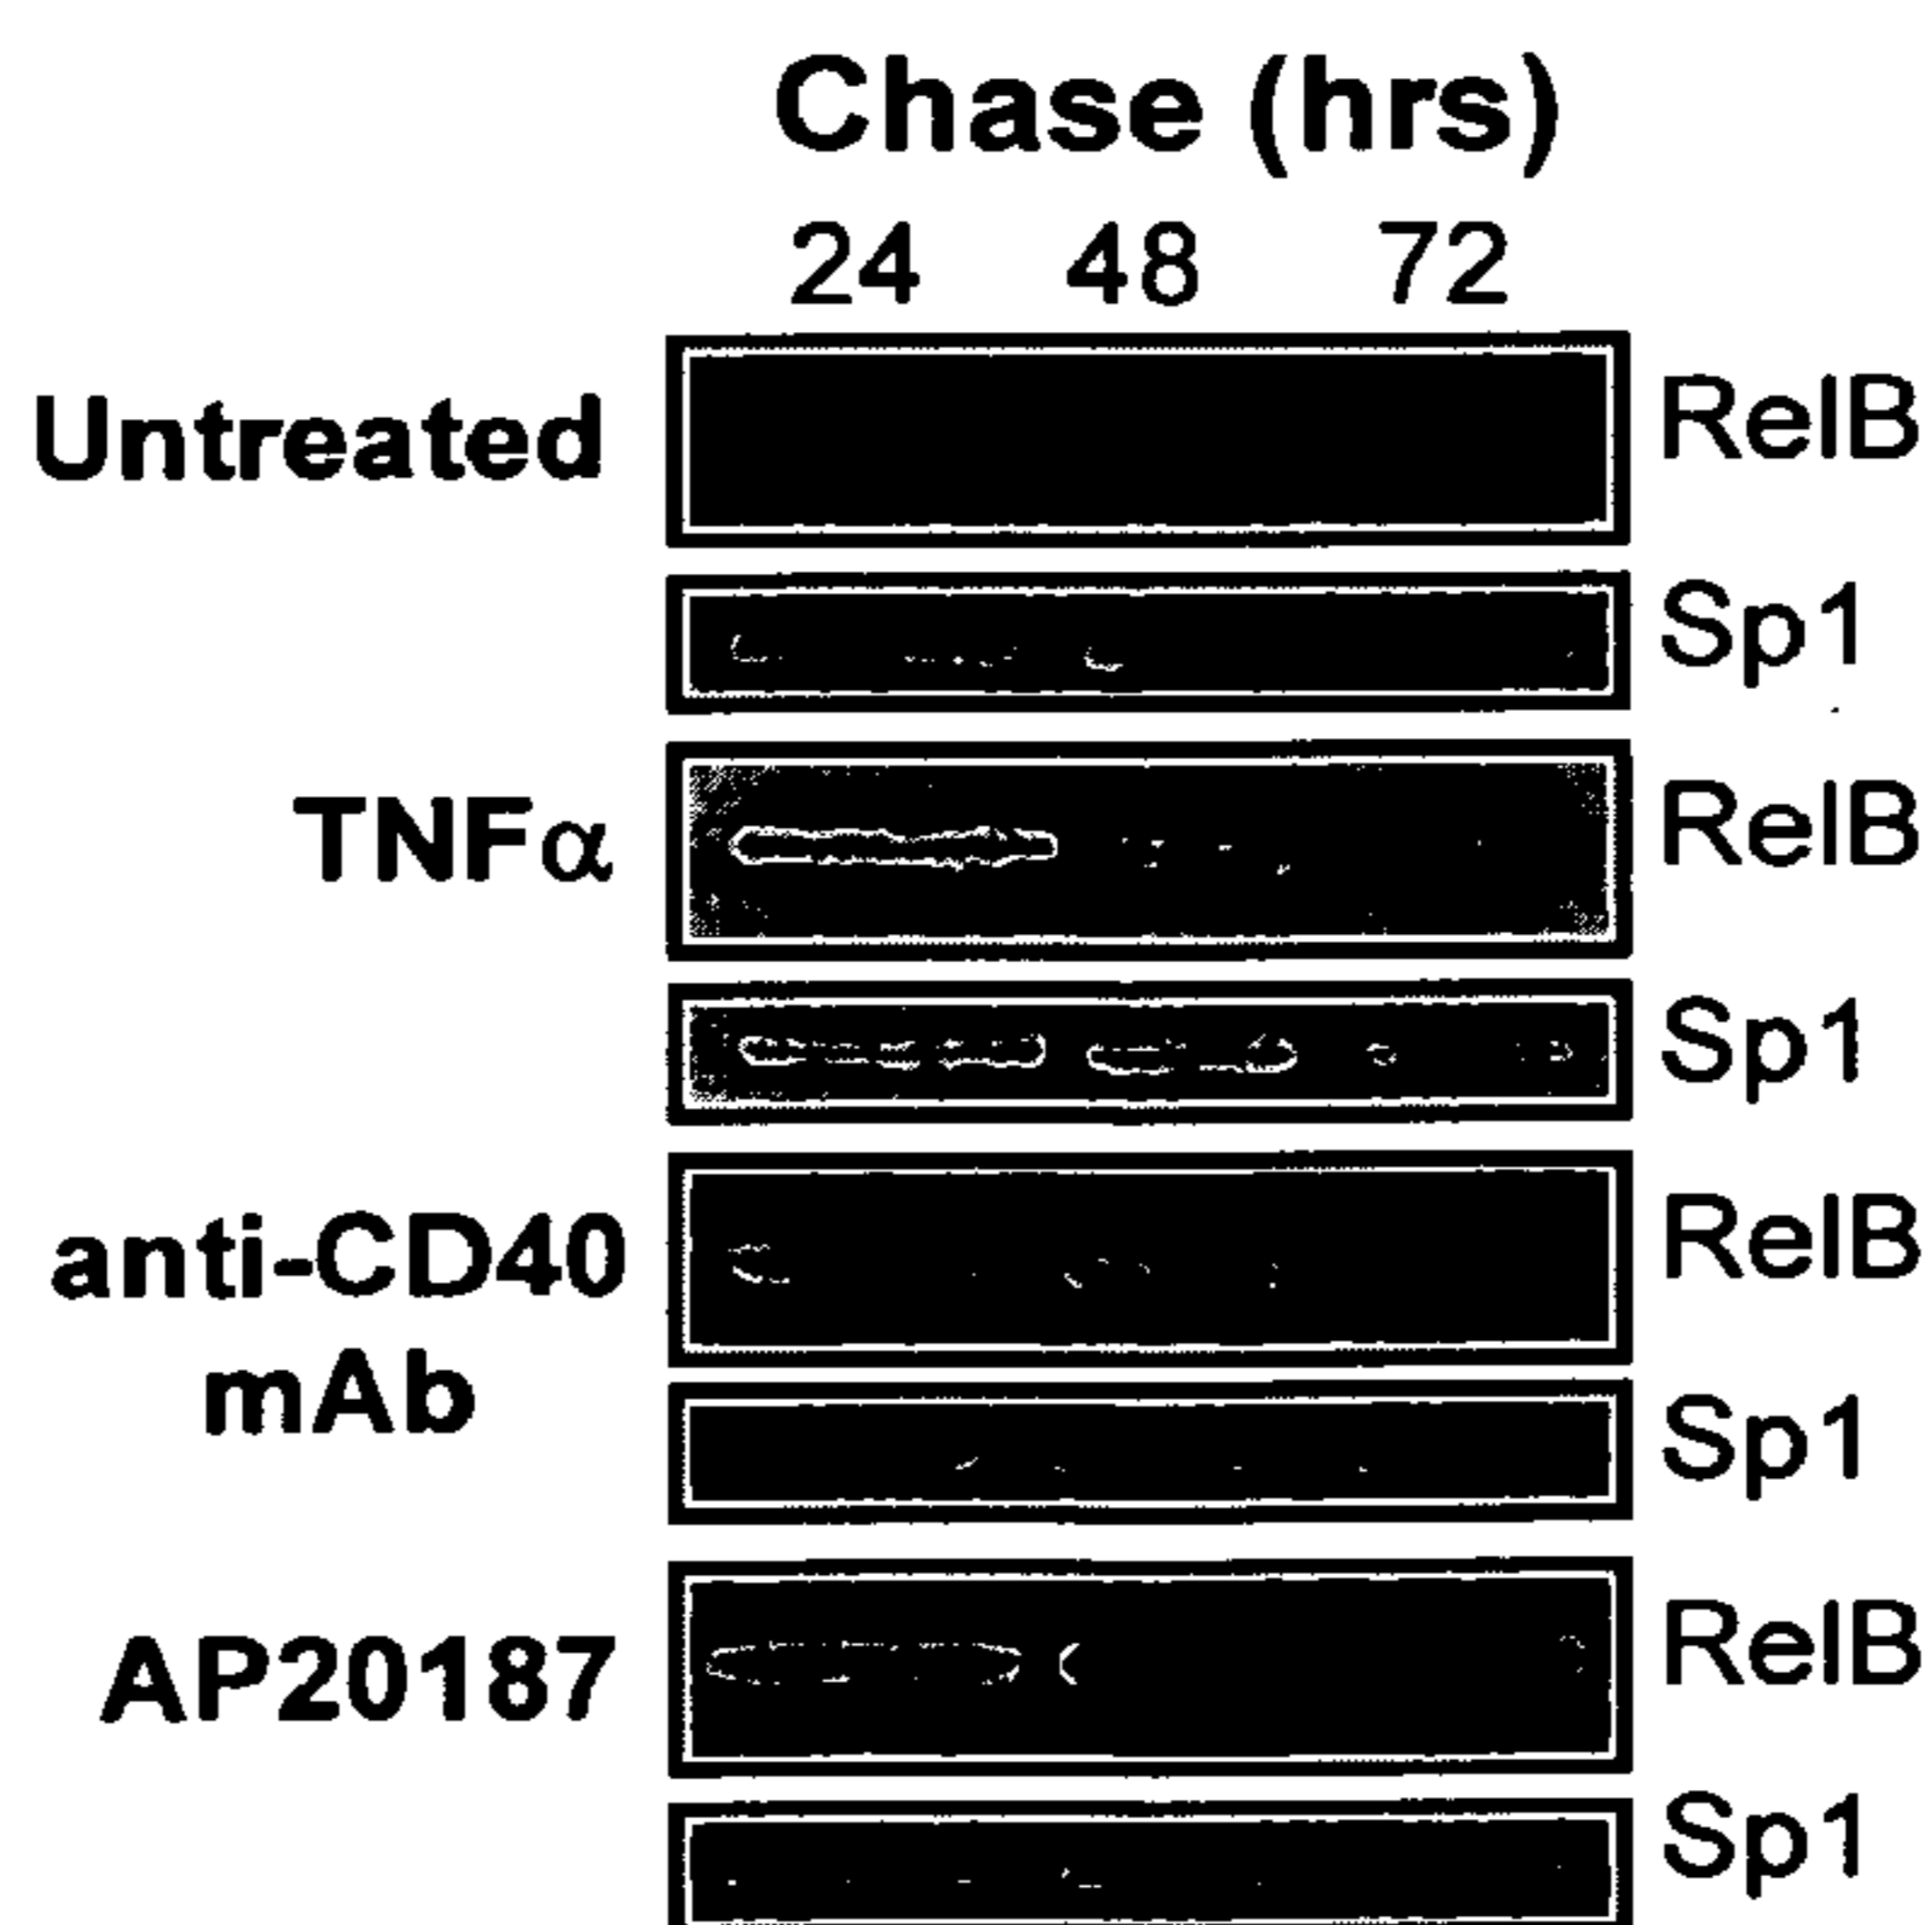 Chase (hrs)
24 48 72
Untreated RelB
Sp1
TNFα RelB
Sp1
anti-CD40 RelB
mAb Sp1
AP20187 RelB
Sp1